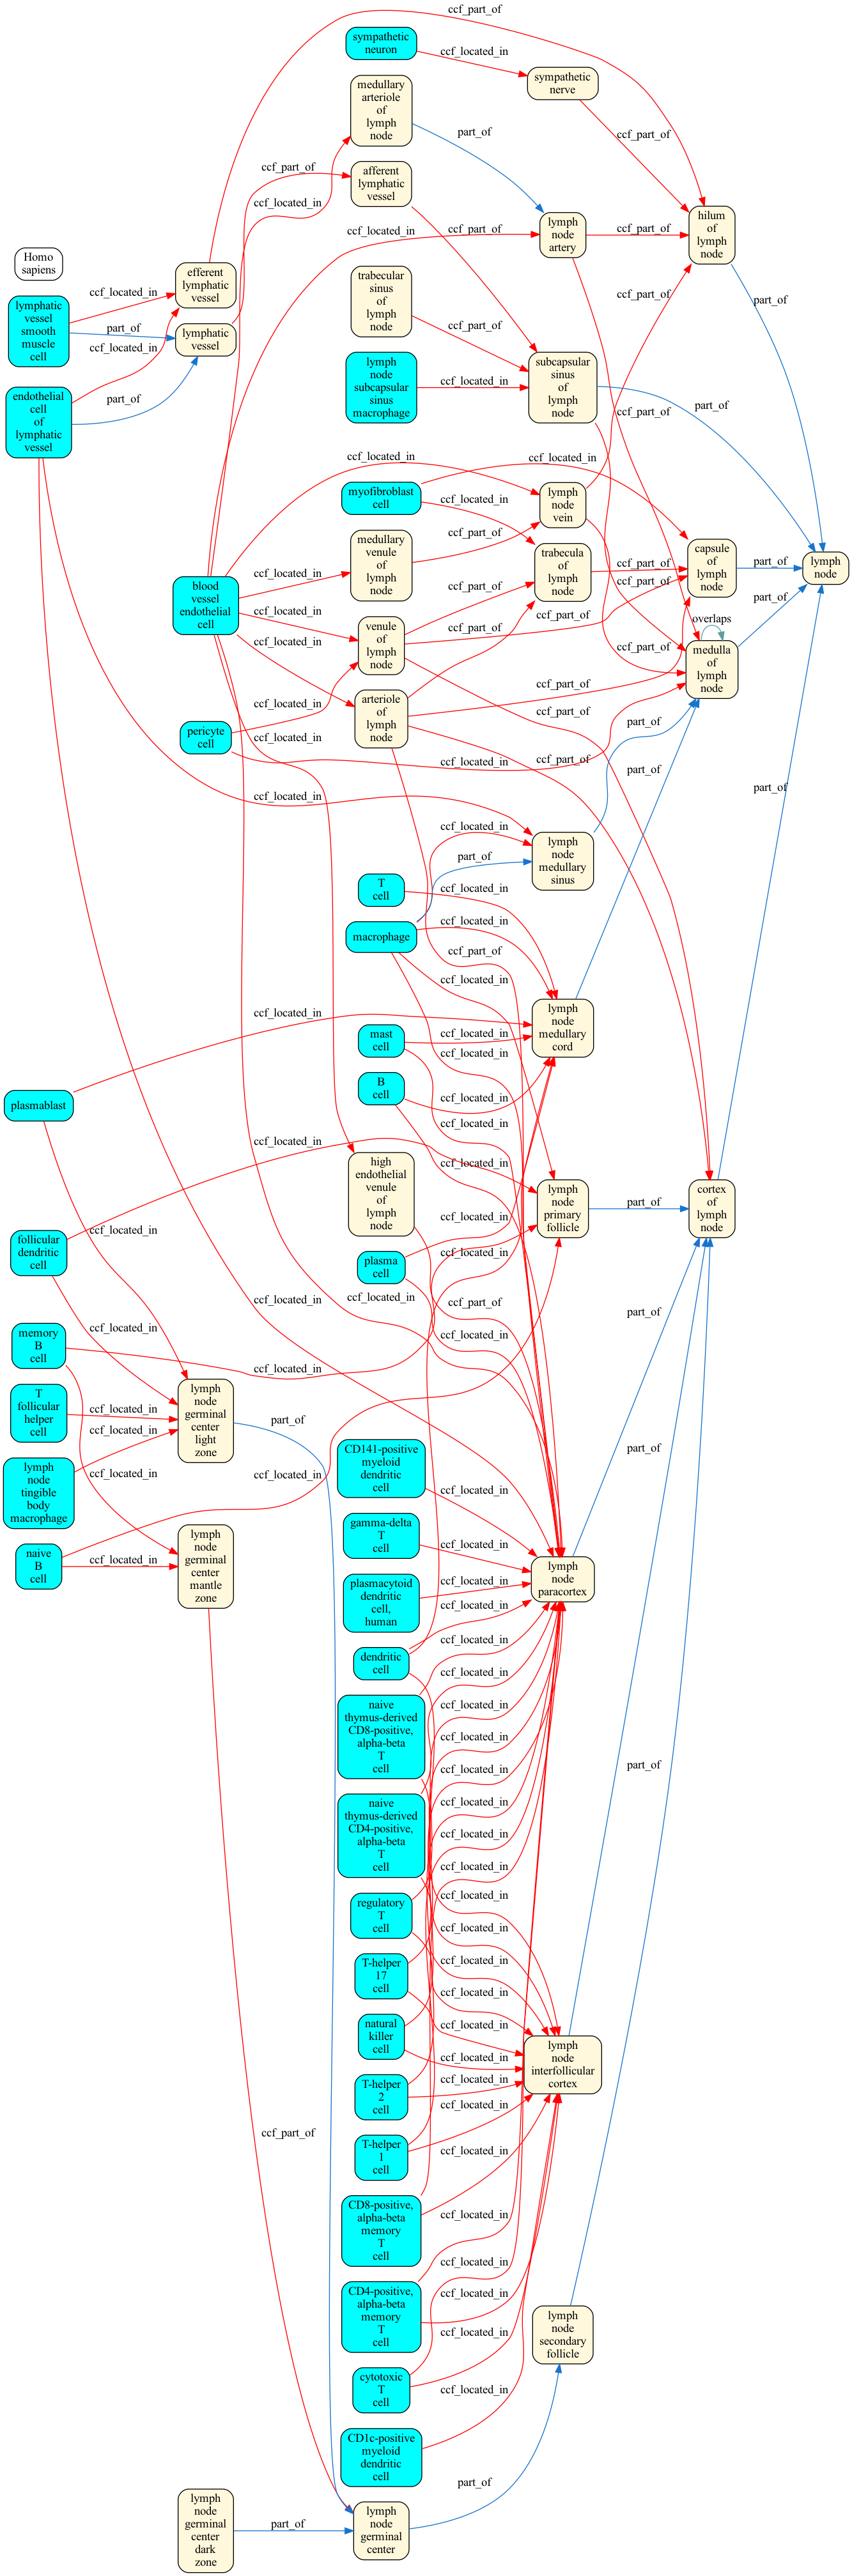 ccf_part_of
sympathetic
neuron
ccf_located_in
sympathetic
nerve
medullary
arteriole
of
lymph
node
part_of
ccf_part_of
ccf_part_of
afferent
lymphatic
vessel
ccf_located_in
hilum
of
lymph
node
lymph
node
artery
ccf_part_of
ccf_located_in
ccf_part_of
Homo
sapiens
efferent
lymphatic
vessel
ccf_located_in
trabecular
sinus
of
lymph
node
ccf_part_of
ccf_part_of
part_of
lymphatic
vessel
smooth
muscle
cell
part_of
lymphatic
vessel
ccf_located_in
lymph
node
subcapsular
sinus
macrophage
ccf_located_in
subcapsular
sinus
of
lymph
node
part_of
endothelial
cell
of
lymphatic
vessel
part_of
ccf_part_of
ccf_located_in
ccf_located_in
myofibroblast
cell
ccf_located_in
lymph
node
vein
medullary
venule
of
lymph
node
ccf_part_of
trabecula
of
lymph
node
ccf_part_of
ccf_part_of
capsule
of
lymph
node
part_of
lymph
node
blood
vessel
endothelial
cell
ccf_located_in
ccf_located_in
ccf_located_in
venule
of
lymph
node
ccf_part_of
ccf_part_of
ccf_part_of
part_of
overlaps
medulla
of
lymph
node
ccf_part_of
arteriole
of
lymph
node
ccf_part_of
ccf_part_of
ccf_part_of
part_of
pericyte
cell
ccf_located_in
ccf_located_in
ccf_located_in
part_of
part_of
ccf_located_in
ccf_located_in
part_of
lymph
node
medullary
sinus
T
cell
ccf_located_in
macrophage
ccf_located_in
ccf_part_of
ccf_located_in
lymph
node
medullary
cord
ccf_located_in
mast
cell
ccf_located_in
ccf_located_in
B
cell
ccf_located_in
ccf_located_in
plasmablast
ccf_located_in
ccf_located_in
high
endothelial
venule
of
lymph
node
lymph
node
primary
follicle
part_of
cortex
of
lymph
node
ccf_located_in
follicular
dendritic
cell
ccf_located_in
plasma
cell
ccf_located_in
ccf_located_in
ccf_located_in
ccf_part_of
ccf_located_in
part_of
memory
B
cell
ccf_located_in
ccf_located_in
T
follicular
helper
cell
ccf_located_in
ccf_located_in
lymph
node
germinal
center
light
zone
part_of
part_of
lymph
node
tingible
body
macrophage
ccf_located_in
ccf_located_in
CD141-positive
myeloid
dendritic
cell
ccf_located_in
naive
B
cell
ccf_located_in
lymph
node
germinal
center
mantle
zone
gamma-delta
T
cell
ccf_located_in
lymph
node
paracortex
plasmacytoid
dendritic
cell,
human
ccf_located_in
ccf_located_in
dendritic
cell
ccf_located_in
ccf_located_in
naive
thymus-derived
CD8-positive,
alpha-beta
T
cell
ccf_located_in
ccf_located_in
ccf_located_in
part_of
naive
thymus-derived
CD4-positive,
alpha-beta
T
cell
ccf_located_in
ccf_located_in
ccf_located_in
regulatory
T
cell
ccf_located_in
ccf_located_in
T-helper
17
cell
ccf_located_in
ccf_located_in
natural
killer
cell
ccf_located_in
ccf_located_in
lymph
node
interfollicular
cortex
T-helper
2
cell
ccf_located_in
ccf_located_in
T-helper
1
cell
ccf_part_of
ccf_located_in
CD8-positive,
alpha-beta
memory
T
cell
ccf_located_in
ccf_located_in
CD4-positive,
alpha-beta
memory
T
cell
ccf_located_in
ccf_located_in
lymph
node
secondary
follicle
cytotoxic
T
cell
ccf_located_in
CD1c-positive
myeloid
dendritic
cell
part_of
lymph
node
germinal
center
dark
zone
part_of
lymph
node
germinal
center